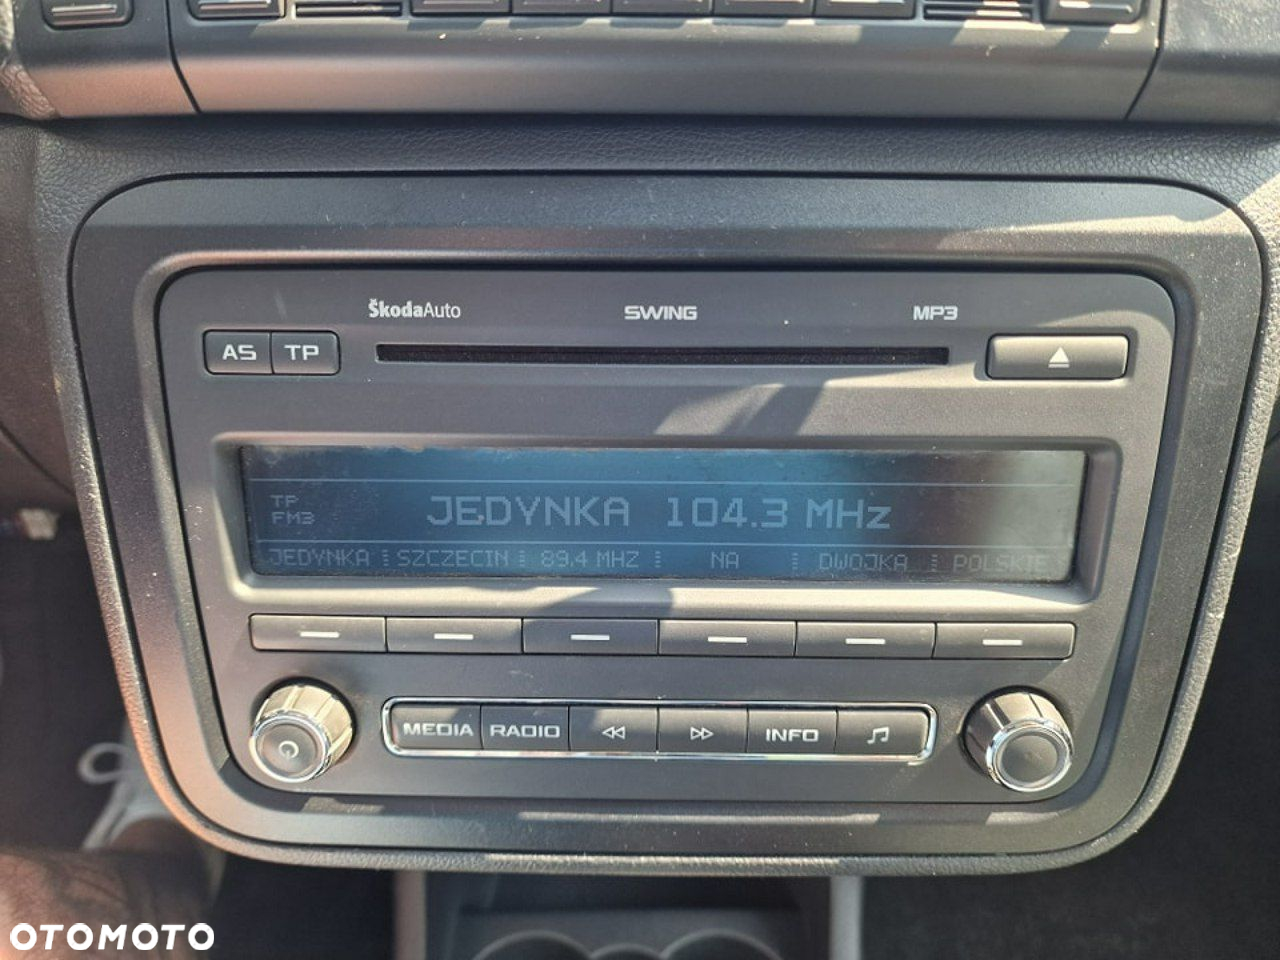 ŠkodaAuto SWING MP3
AS TP
TP
FM3
JEDYNKA 104.3 MHz
JEDYNKA SZCZECIN 89.4 MHZ NA DWOJKA POLSKIE
MEDIA RADIO INFO
OTOMOTO